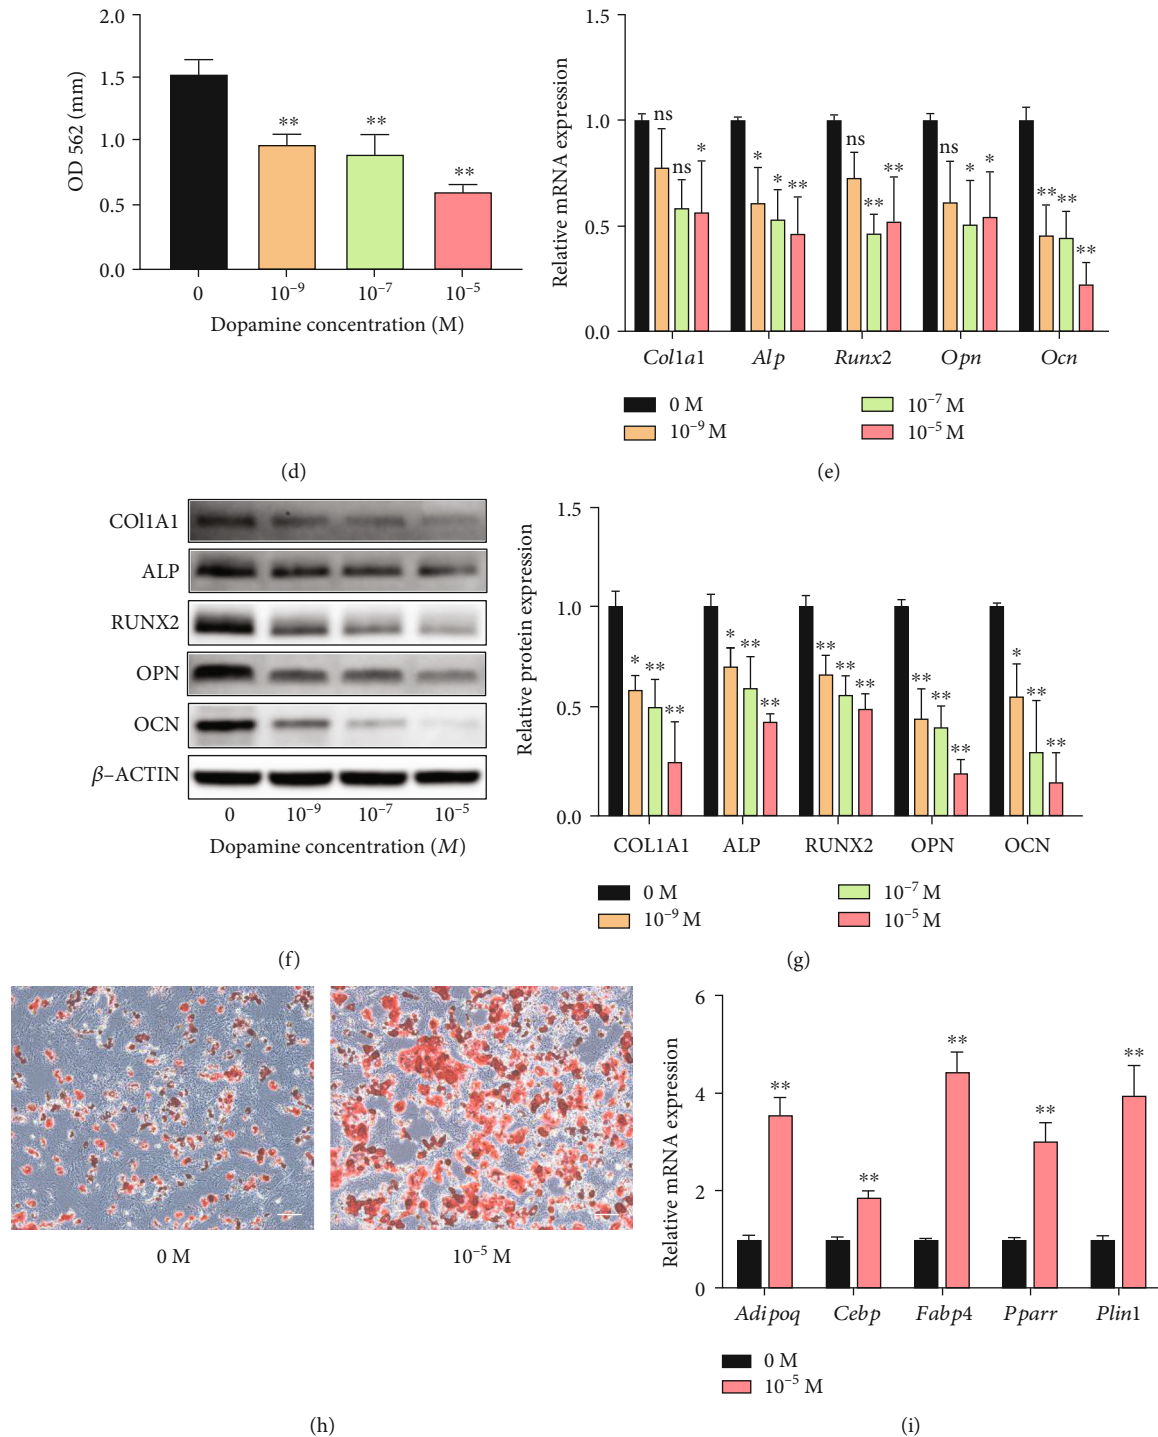 2.0
1.5
1.0
0.5
0.0
OD 562 (mm)
** ** **
0 10⁻⁹ 10⁻⁷ 10⁻⁵
Dopamine concentration (M)
(d)
1.5
1.0
0.5
0.0
Relative mRNA expression
ns ns * * * ** ns ** ** ns * * ** ** **
Col1a1 Alp Runx2 Opn Ocn
0 M 10⁻⁷ M
10⁻⁹ M 10⁻⁵ M
(e)
COl1A1
ALP
RUNX2
OPN
OCN
β–ACTIN
0 10⁻⁹ 10⁻⁷ 10⁻⁵
Dopamine concentration (M)
(f)
1.5
1.0
0.5
0.0
Relative protein expression
* ** ** * ** ** ** ** ** ** ** ** * ** **
COL1A1 ALP RUNX2 OPN OCN
0 M 10⁻⁷ M
10⁻⁹ M 10⁻⁵ M
(g)
0 M 10⁻⁵ M
(h)
6
4
2
0
Relative mRNA expression
** ** ** ** **
Adipoq Cebp Fabp4 Pparr Plin1
0 M
10⁻⁵ M
(i)